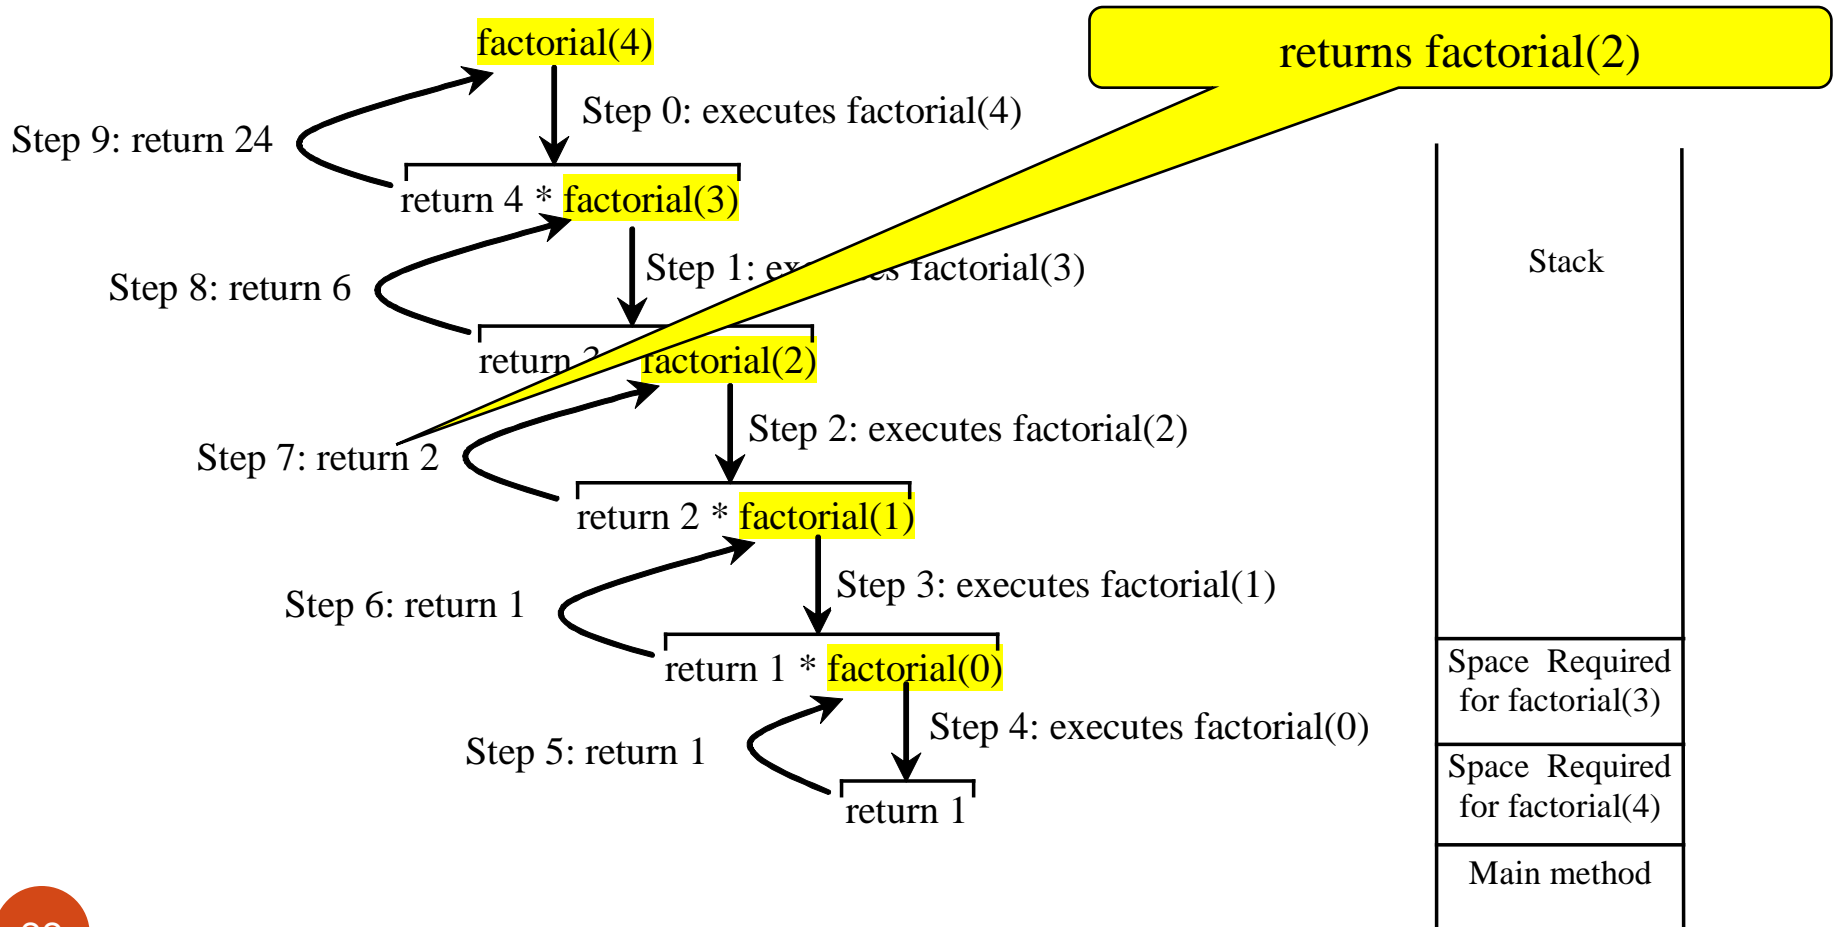 factorial(4)
returns factorial(2)
Step 0: executes factorial(4)
Step 9: return 24
return 4 * factorial(3)
Step 1: factorial(3)
Stack
Step 8: return 6
return factorial(2)
Step 2: executes factorial(2)
Step 7: return 2
return 2 * factorial(1)
Step 3: executes factorial(1)
Step 6: return 1
return 1 * factorial(0)
Space Required
for factorial(3)
Step 4: executes factorial(0)
Step 5: return 1
Space Required
for factorial(4)
return 1
Main method